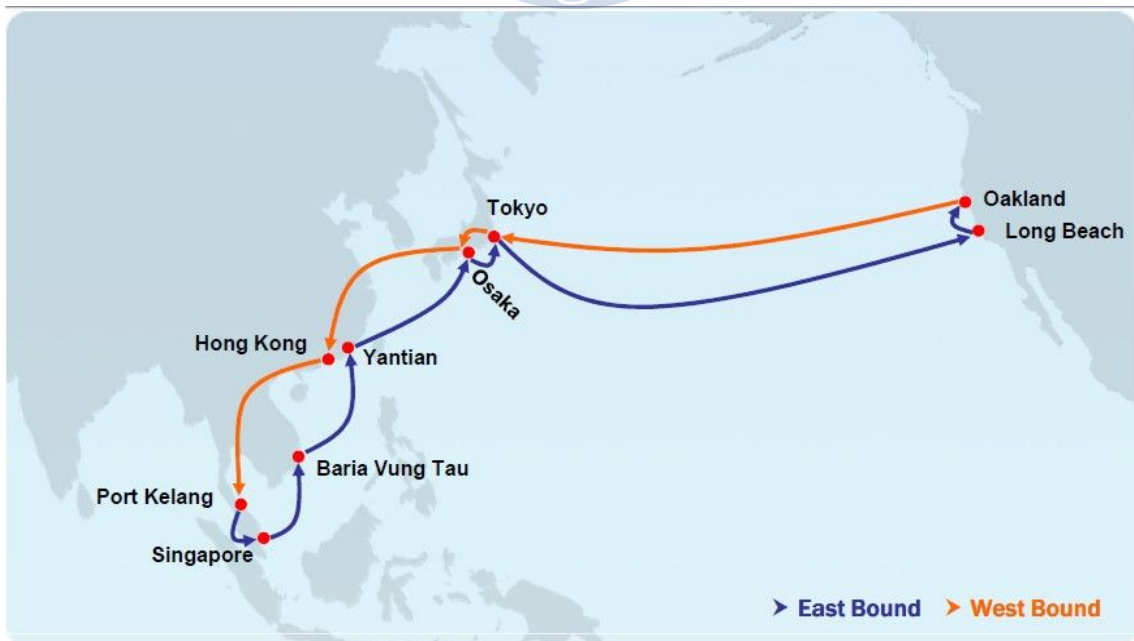 Oakland
Tokyo
Long Beach
Osaka
Hong Kong
Yantian
Baria Vung Tau
Port Kelang
Singapore
East Bound
West Bound